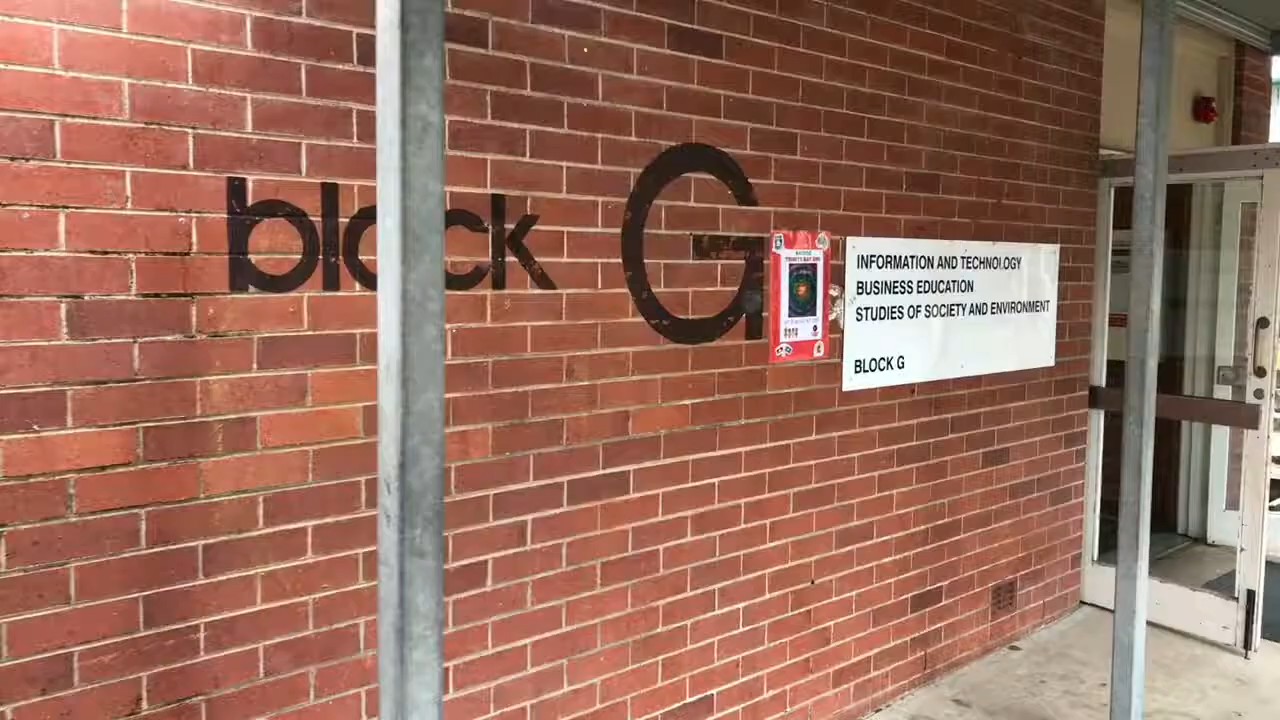 block G
INFORMATION AND TECHNOLOGY
BUSINESS EDUCATION
STUDIES OF SOCIETY AND ENVIRONMENT
BLOCK G